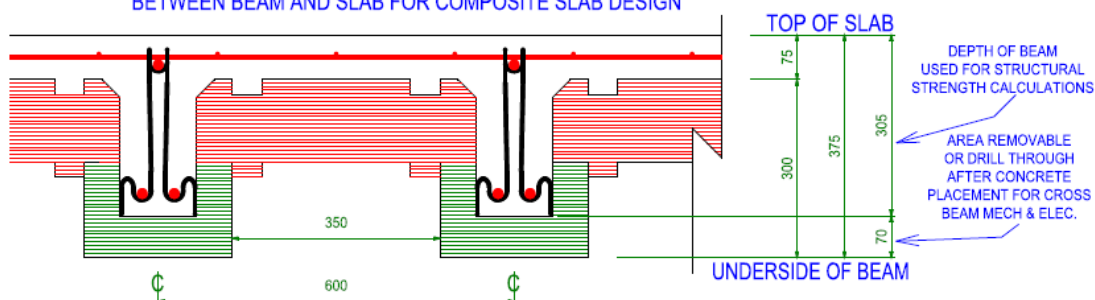 BETWEEN BEAM AND SLAB FOR COMPOSITE SLAB DESIGN
TOP OF SLAB
75
DEPTH OF BEAM
USED FOR STRUCTURAL
STRENGTH CALCULATIONS
305
375
300
AREA REMOVABLE
OR DRILL THROUGH
AFTER CONCRETE
PLACEMENT FOR CROSS
BEAM MECH & ELEC.
350
70
UNDERSIDE OF BEAM
℄
600
℄